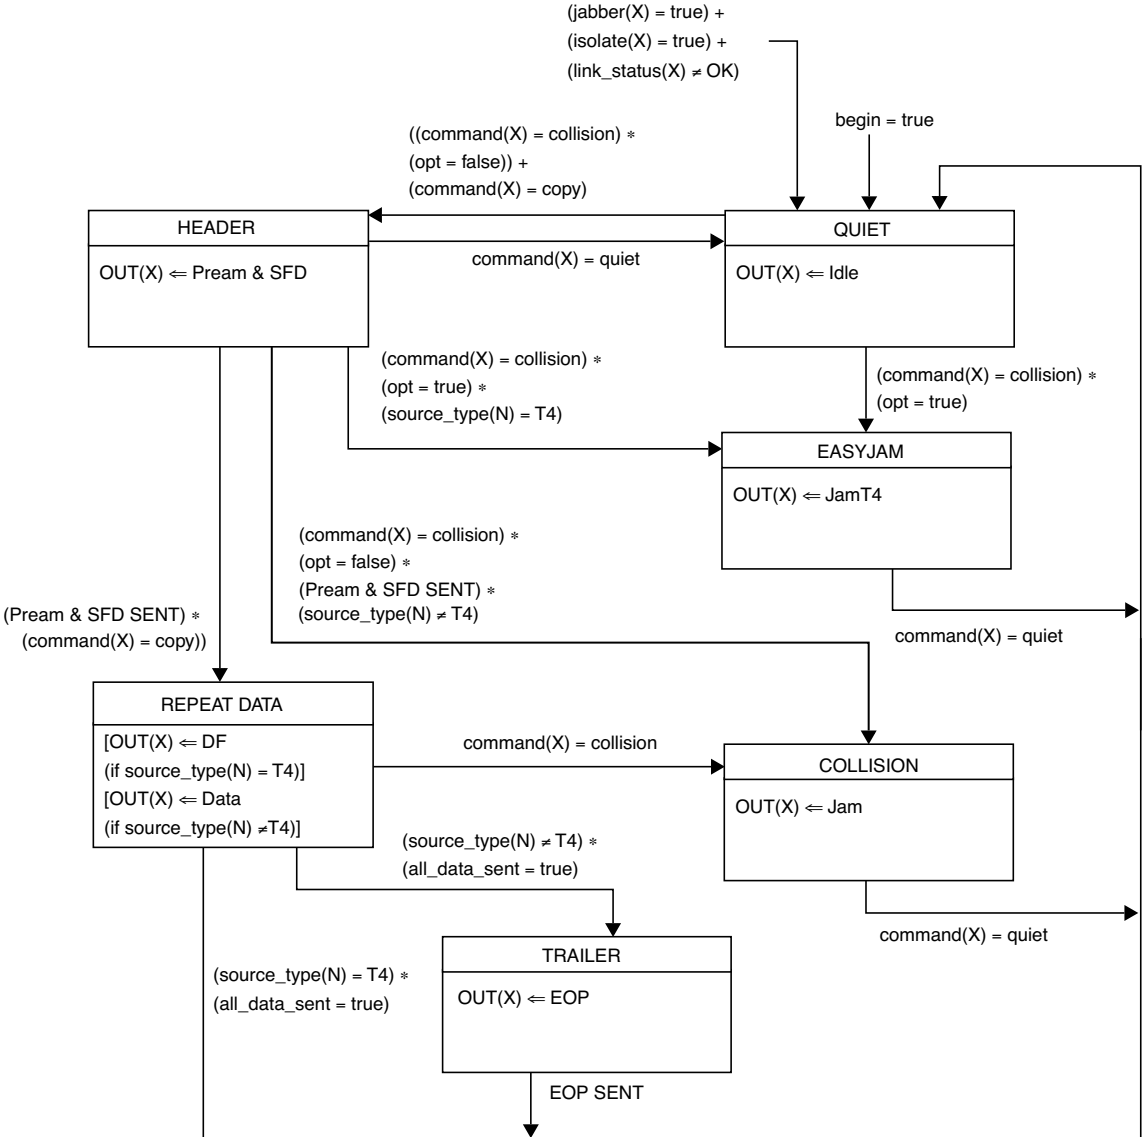 (jabber(X) = true) +
(isolate(X) = true) +
(link_status(X) ≠ OK)
begin = true
((command(X) = collision) *
(opt = false)) +
(command(X) = copy)
HEADER
OUT(X) ⇐ Pream & SFD
command(X) = quiet
QUIET
OUT(X) ⇐ Idle
(command(X) = collision) *
(opt = true) *
(source_type(N) = T4)
(command(X) = collision) *
(opt = true)
EASYJAM
OUT(X) ⇐ JamT4
(command(X) = collision) *
(opt = false) *
(Pream & SFD SENT) *
(source_type(N) ≠ T4)
(Pream & SFD SENT) *
(command(X) = copy))
command(X) = quiet
REPEAT DATA
[OUT(X) ⇐ DF
(if source_type(N) = T4)]
[OUT(X) ⇐ Data
(if source_type(N) ≠T4)]
command(X) = collision
COLLISION
OUT(X) ⇐ Jam
(source_type(N) ≠ T4) *
(all_data_sent = true)
command(X) = quiet
TRAILER
OUT(X) ⇐ EOP
(source_type(N) = T4) *
(all_data_sent = true)
EOP SENT